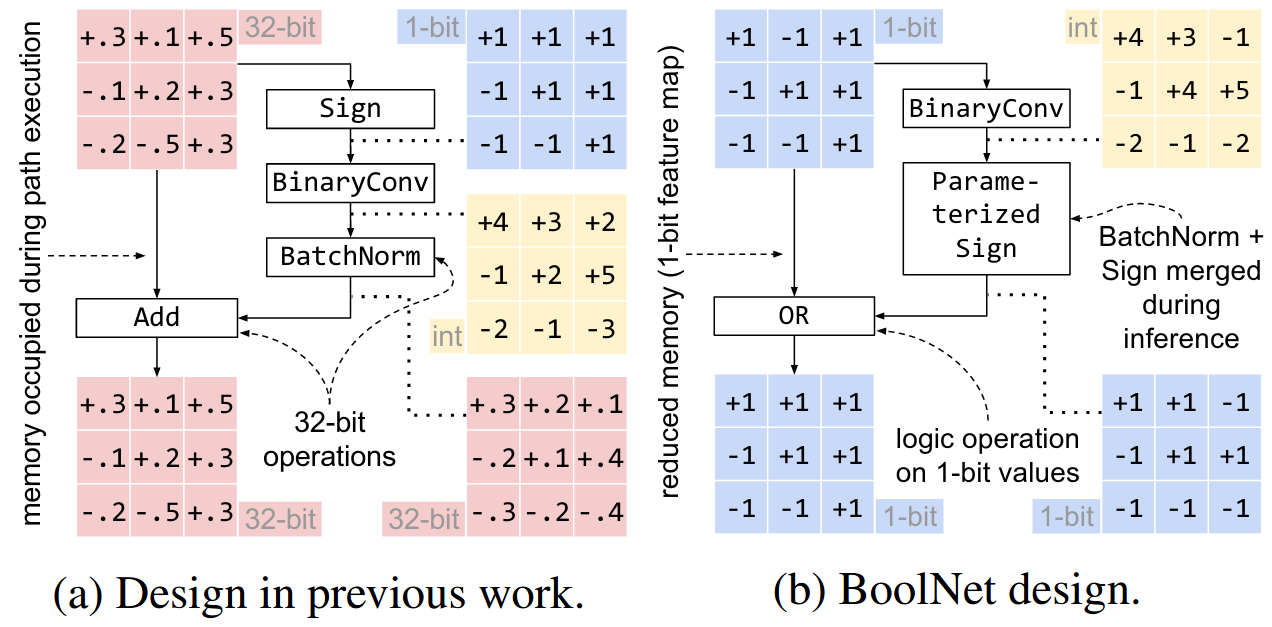 memory occupied during path execution
+.3 +.1 +.5
-.1 +.2 +.3
-.2 -.5 +.3
32-bit
1-bit
+1 +1 +1
-1 +1 +1
-1 -1 +1
Sign
BinaryConv
BatchNorm
Add
+4 +3 +2
-1 +2 +5
-2 -1 -3
int
32-bit
operations
+.3 +.1 +.5
-.1 +.2 +.3
-.2 -.5 +.3
32-bit
32-bit
+.3 +.2 +.1
-.2 +.1 +.4
-.3 -.2 -.4
(a) Design in previous work.
reduced memory (1-bit feature map)
+1 -1 +1
-1 +1 +1
-1 -1 +1
1-bit
int
+4 +3 -1
-1 +4 +5
-2 -1 -2
BinaryConv
Parame-
terized
Sign
BatchNorm +
Sign merged
during
inference
OR
logic operation
on 1-bit values
+1 +1 +1
-1 +1 +1
-1 -1 +1
1-bit
1-bit
+1 +1 -1
-1 +1 +1
-1 -1 -1
(b) BoolNet design.